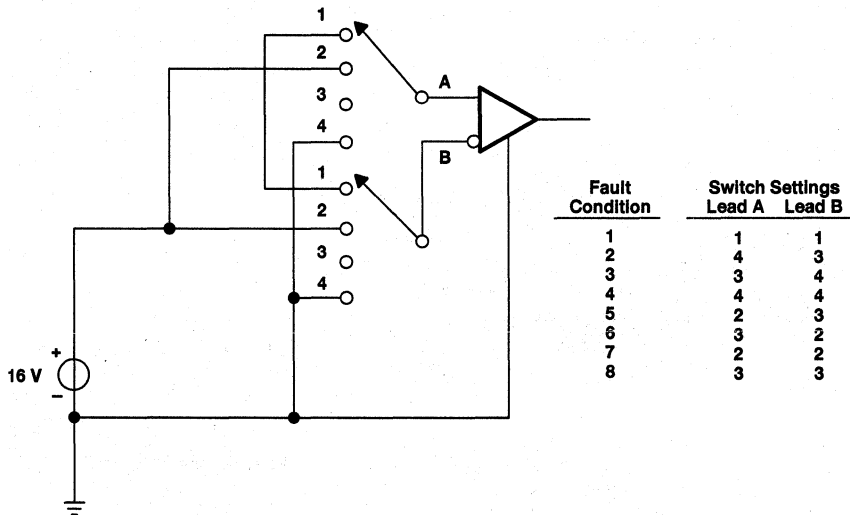 1
2
3
4
A
B
1
2
3
4
+
16 V
−
Fault Condition
Switch Settings
Lead A Lead B
1 1 1
2 4 3
3 3 4
4 4 4
5 2 3
6 3 2
7 2 2
8 3 3